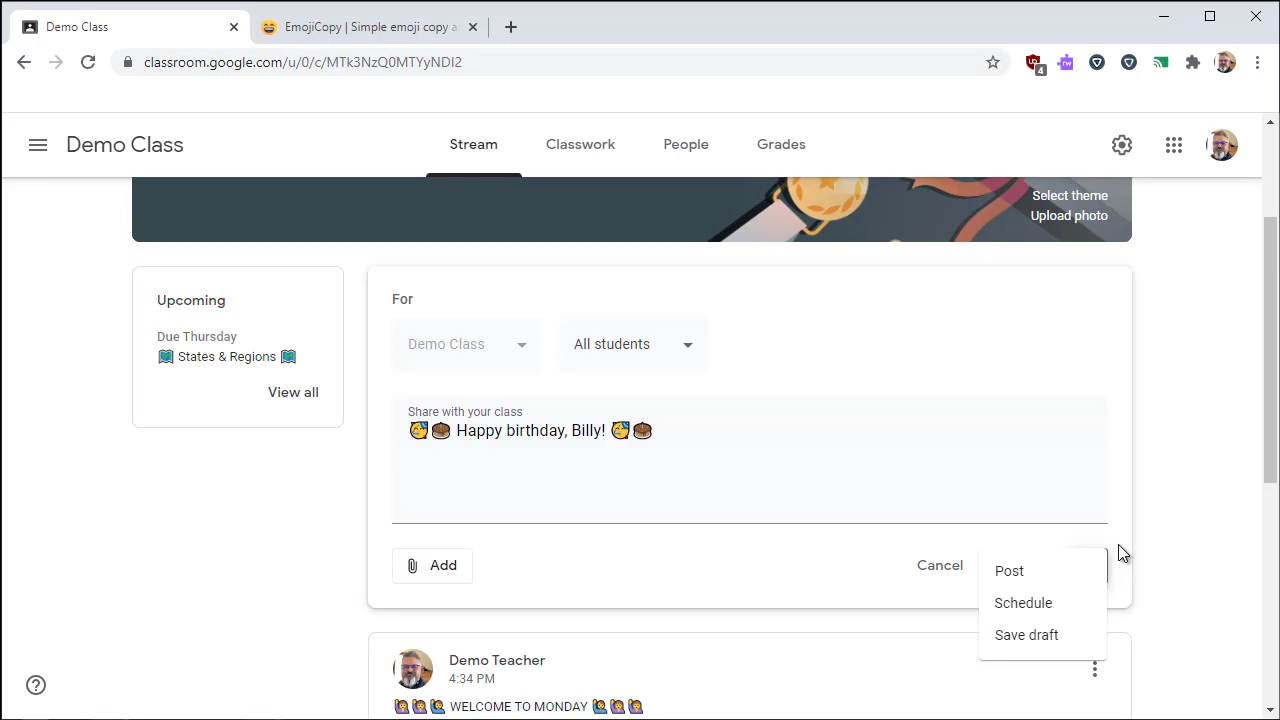 Demo Class
EmojiCopy | Simple emoji copy a
classroom.google.com/u/0/c/MTk3NzQ0MTYyNDI2
4
rw
Demo Class
Stream
Classwork
People
Grades
Select theme
Upload photo
Upcoming
Due Thursday
🗺️ States & Regions 🗺️
View all
For
Demo Class
All students
Share with your class
🥳🎂 Happy birthday, Billy! 🥳🎂
Add
Cancel
Post
Schedule
Save draft
Demo Teacher
4:34 PM
🙋🙋🙋 WELCOME TO MONDAY 🙋🙋🙋